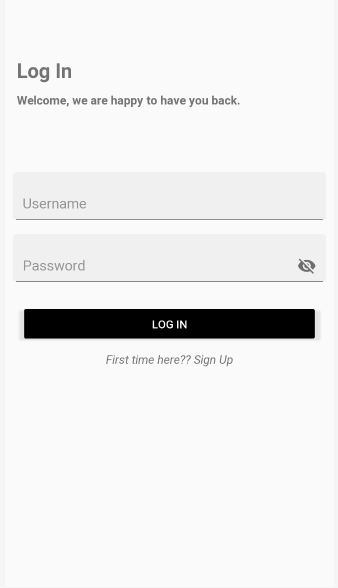 Log In
Welcome, we are happy to have you back.
Username
Password
LOG IN
First time here?? Sign Up